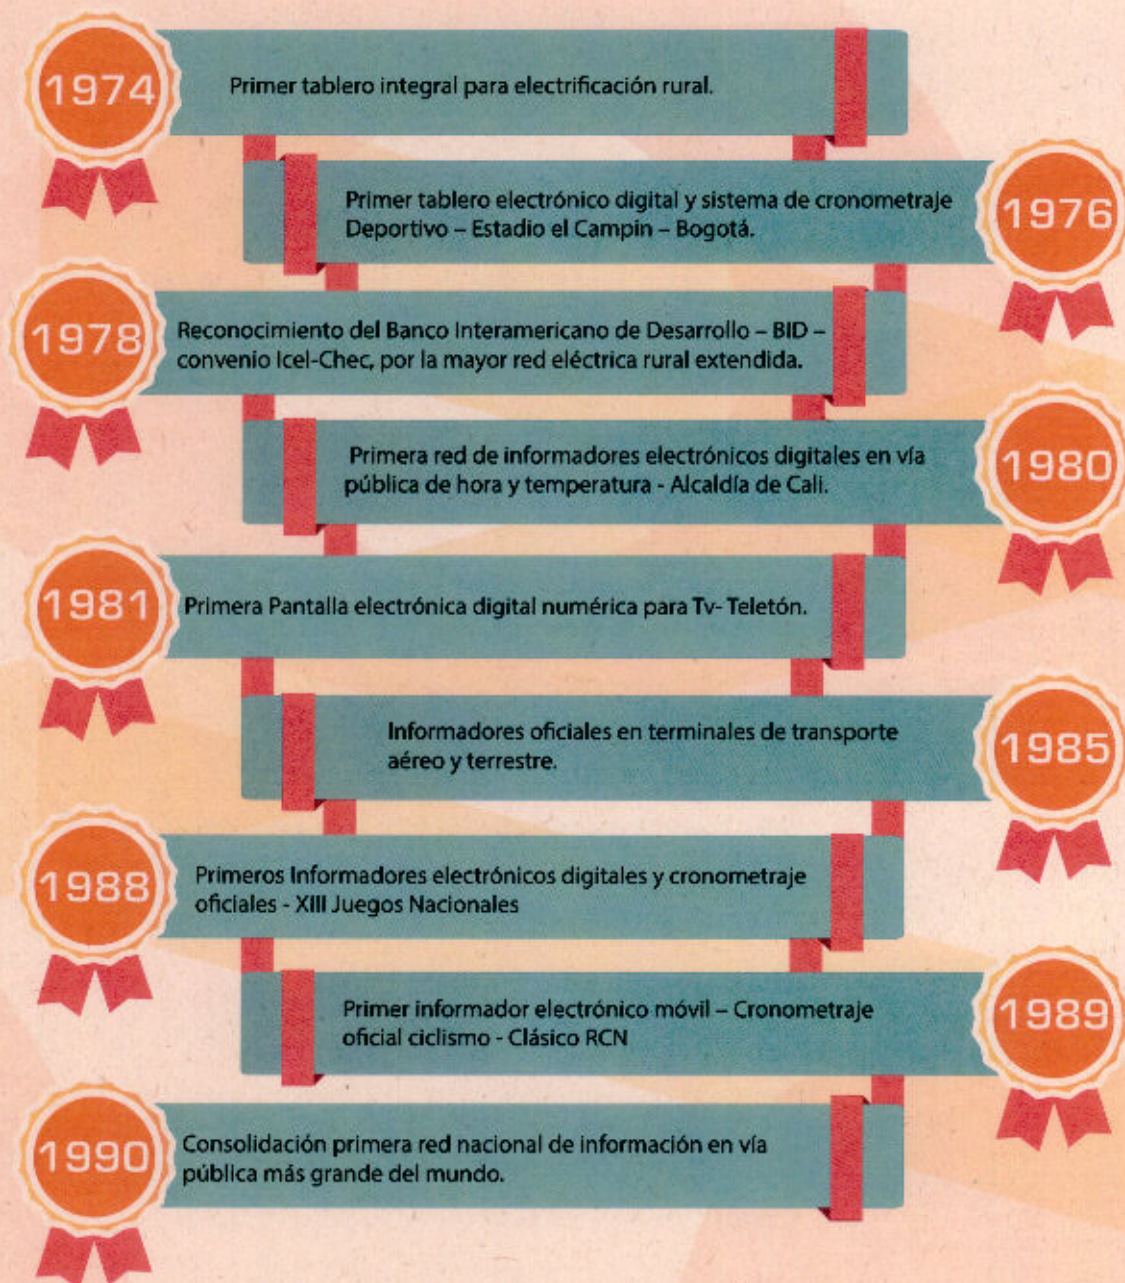 1974
Primer tablero integral para electrificación rural.
Primer tablero electrónico digital y sistema de cronometraje
Deportivo – Estadio el Campin – Bogotá.
1976
1978
Reconocimiento del Banco Interamericano de Desarrollo – BID –
convenio Icel-Chec, por la mayor red eléctrica rural extendida.
Primera red de informadores electrónicos digitales en vía
pública de hora y temperatura - Alcaldía de Cali.
1980
1981
Primera Pantalla electrónica digital numérica para Tv- Teletón.
Informadores oficiales en terminales de transporte
aéreo y terrestre.
1985
1988
Primeros Informadores electrónicos digitales y cronometraje
oficiales - XIII Juegos Nacionales
Primer informador electrónico móvil – Cronometraje
oficial ciclismo - Clásico RCN
1989
1990
Consolidación primera red nacional de información en vía
pública más grande del mundo.